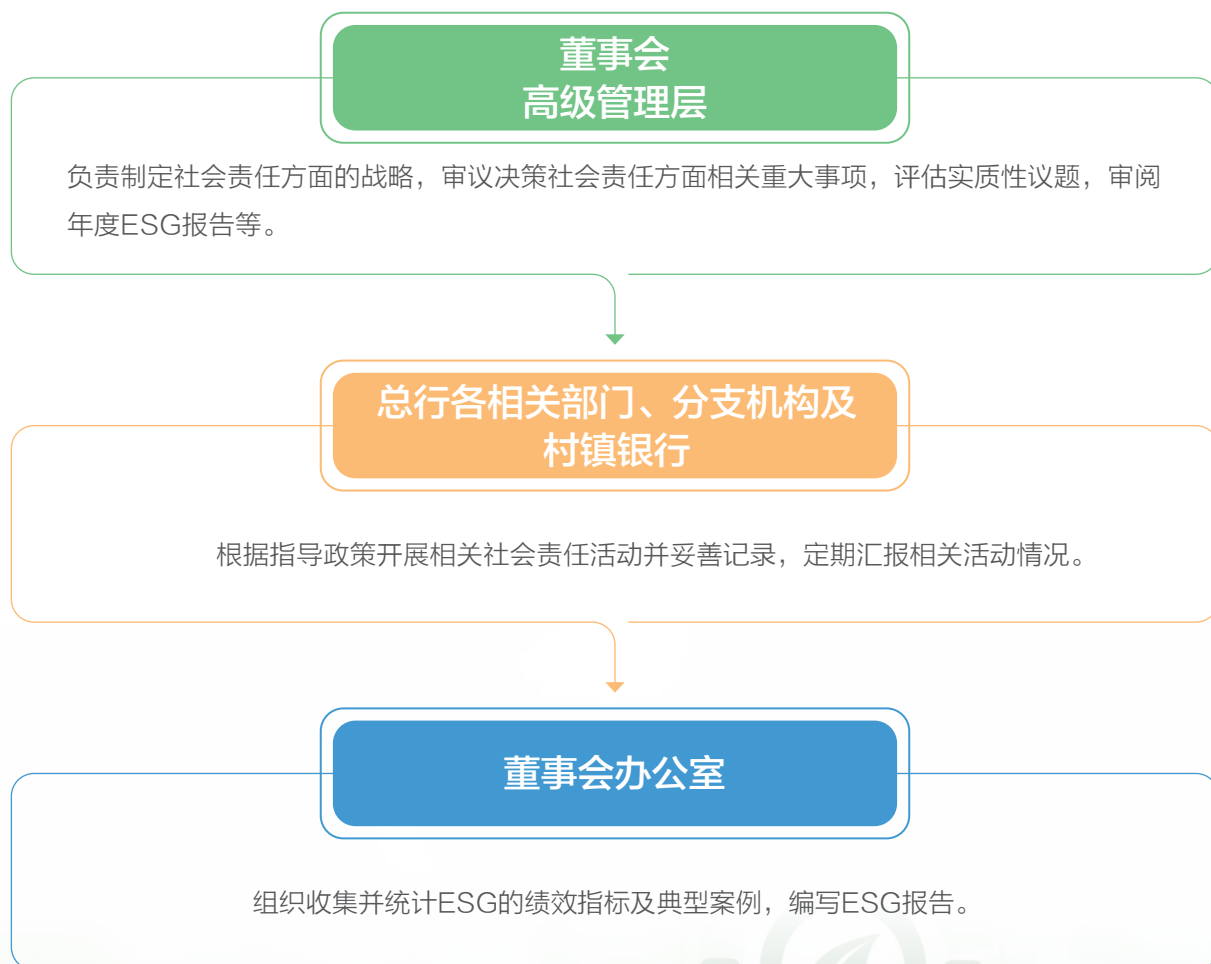 董事会
高级管理层
负责制定社会责任方面的战略，审议决策社会责任方面相关重大事项，评估实质性议题，审阅
年度ESG报告等。
总行各相关部门、分支机构及
村镇银行
根据指导政策开展相关社会责任活动并妥善记录，定期汇报相关活动情况。
董事会办公室
组织收集并统计ESG的绩效指标及典型案例，编写ESG报告。